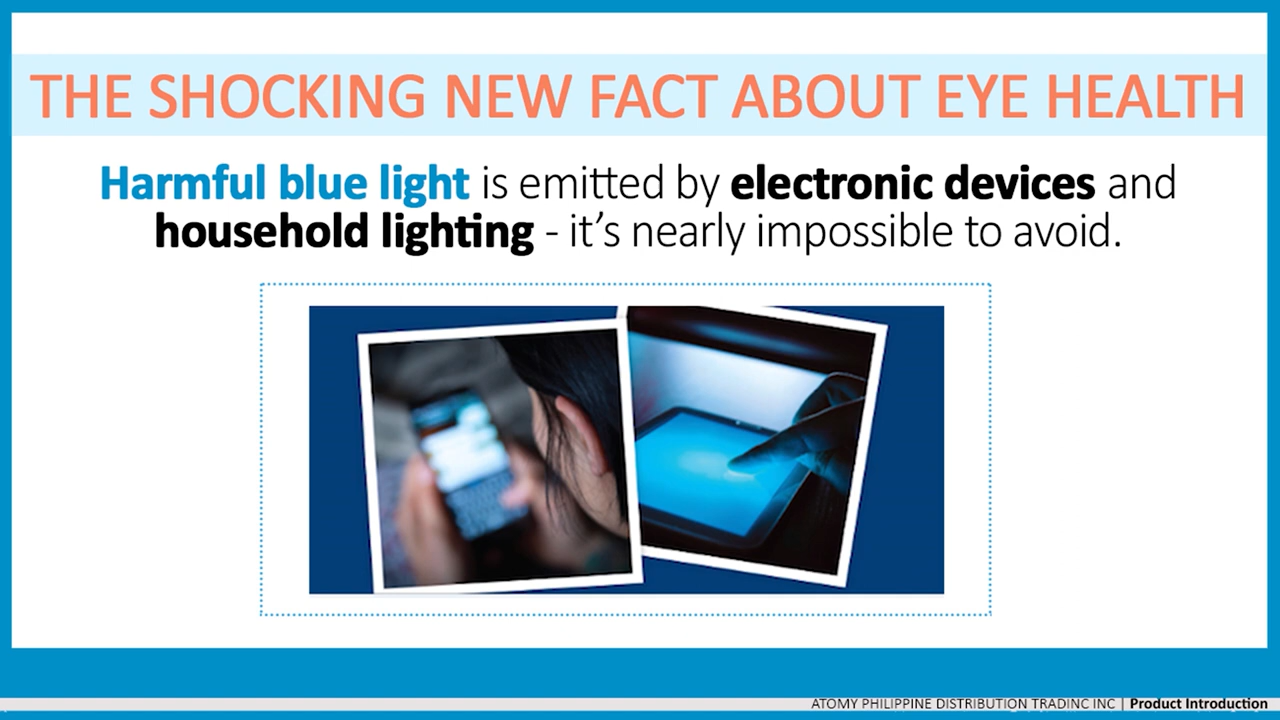 THE SHOCKING NEW FACT ABOUT EYE HEALTH
Harmful blue light is emitted by electronic devices and
household lighting - it's nearly impossible to avoid.
ATOMY PHILIPPINE DISTRIBUTION TRADINC INC | Product Introduction